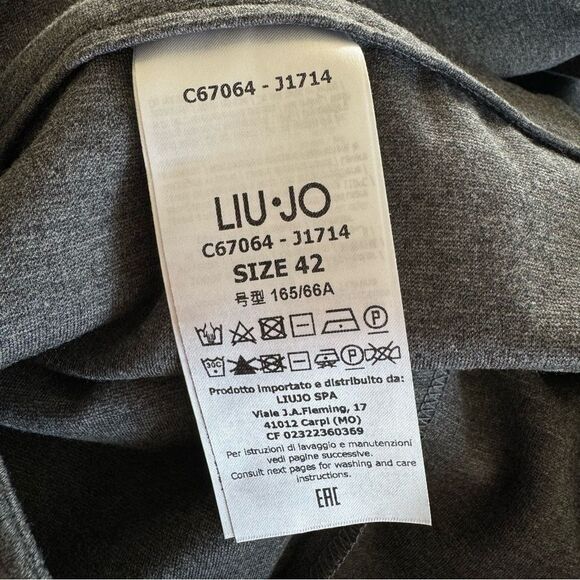 C67064 - J1714
LIU•JO
C67064 - J1714
SIZE 42
号型 165/66A
P
30C P
Prodotto importato e distribuito da:
LIUJO SPA
Viale J.A.Fleming, 17
41012 Carpi (MO)
CF 02322360369
Per istruzioni di lavaggio e manutenzioni
vedi pagine successive.
Consult next pages for washing and care
instructions.
EAC